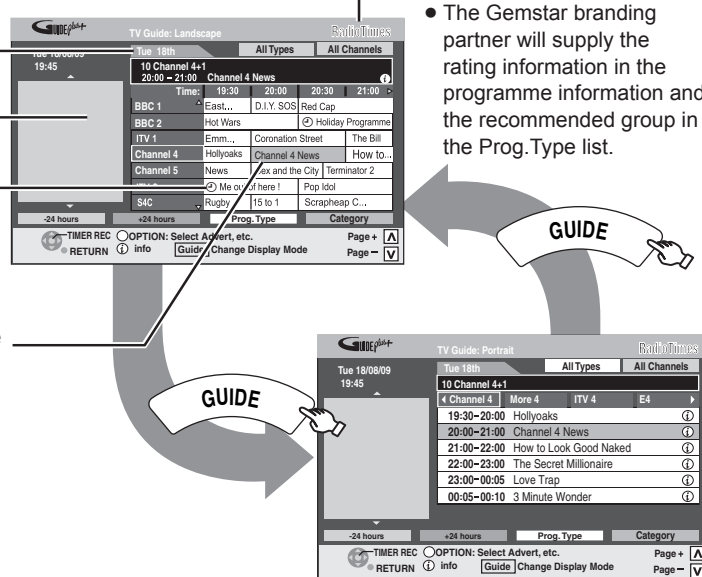 GUIDE plus+
TV Guide: Landscape
RadioTimes
Tue 18/08/09
19:45
Tue 18th
All Types
All Channels
10 Channel 4+1
20:00 – 21:00 Channel 4 News
Time: 19:30 20:00 20:30 21:00
BBC 1 East... D.I.Y. SOS Red Cap
BBC 2 Hot Wars Holiday Programme
ITV 1 Emm... Coronation Street The Bill
Channel 4 Hollyoaks Channel 4 News How to...
Channel 5 News Sex and the City Terminator 2
Me out of here ! Pop Idol
S4C Rugby 15 to 1 Scrapheap C...
-24 hours +24 hours Prog. Type Category
TIMER REC OPTION: Select Advert, etc. Page +
RETURN i info Guide Change Display Mode Page –
• The Gemstar branding
partner will supply the
rating information in the
programme information and
the recommended group in
the Prog.Type list.
GUIDE
GUIDE
GUIDE plus+
TV Guide: Portrait
RadioTimes
Tue 18/08/09
19:45
Tue 18th
All Types
All Channels
10 Channel 4+1
Channel 4 More 4 ITV 4 E4
19:30–20:00 Hollyoaks
20:00–21:00 Channel 4 News
21:00–22:00 How to Look Good Naked
22:00–23:00 The Secret Millionaire
23:00–00:05 Love Trap
00:05–00:10 3 Minute Wonder
-24 hours +24 hours Prog. Type Category
TIMER REC OPTION: Select Advert, etc. Page +
RETURN i info Guide Change Display Mode Page –